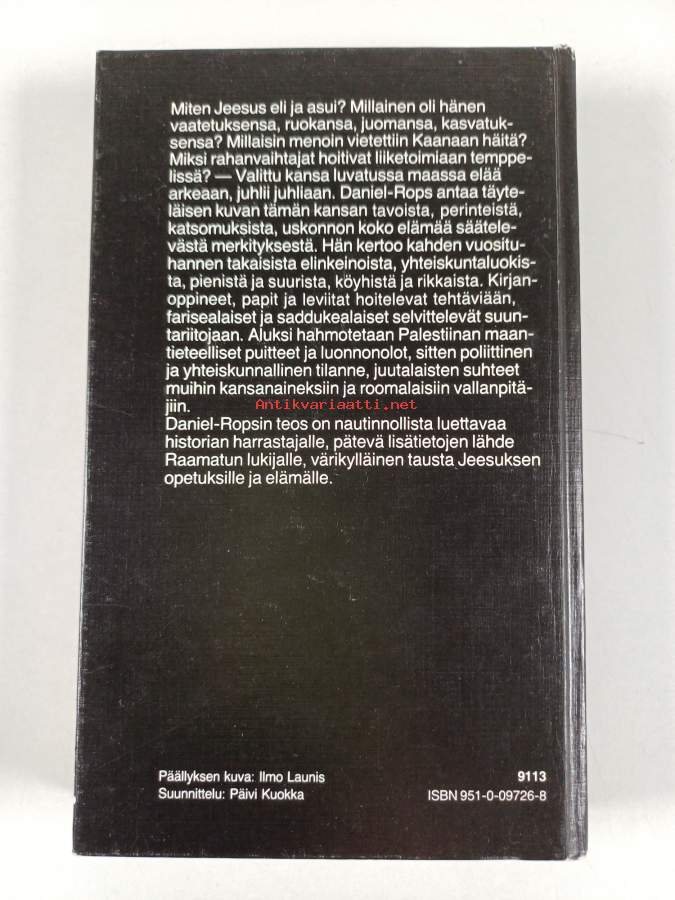 Miten Jeesus eli ja asui? Millainen oli hänen
vaatetuksensa, ruokansa, juomansa, kasvatuk-
sensa? Millaisin menoin vietettiin Kaanaan häitä?
Miksi rahanvaihtajat hoitivat liiketoimiaan temppe-
lissä? — Valittu kansa luvatussa maassa elää
arkeaan, juhlii juhliaan. Daniel-Rops antaa täyte-
läisen kuvan tämän kansan tavoista, perinteistä,
katsomuksista, uskonnon koko elämää säätele-
västä merkityksestä. Hän kertoo kahden vuositu-
hannen takaisista elinkeinoista, yhteiskuntaluokis-
ta, pienistä ja suurista, köyhistä ja rikkaista. Kirjan-
oppineet, papit ja leviitat hoitelevat tehtäviään,
farisealaiset ja saddukealaiset selvittelevät suun-
tariitojaan. Aluksi hahmotetaan Palestiinan maan-
tieteelliset puitteet ja luonnonolot, sitten poliittinen
ja yhteiskunnallinen tilanne, juutalaisten suhteet
muihin kansanaineksiin ja roomalaisiin vallanpitä-
jiin.
Antikvariaatti.net
Daniel-Ropsin teos on nautinnollista luettavaa
historian harrastajalle, pätevä lisätietojen lähde
Raamatun lukijalle, värikylläinen tausta Jeesuksen
opetuksille ja elämälle.
Päällyksen kuva: Ilmo Launis
Suunnittelu: Päivi Kuokka
9113
ISBN 951-0-09726-8